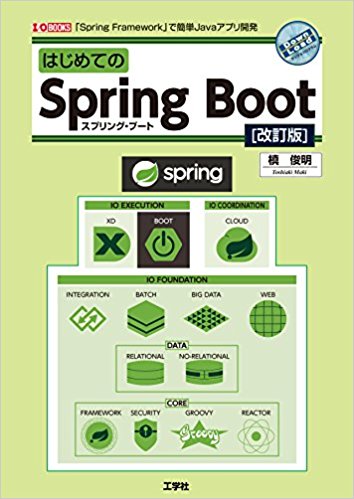 I/O BOOKS
「Spring Framework」で簡単Javaアプリ開発
Down Load
はじめての
Spring Boot
スプリング・ブート
[改訂版]
槙 俊明
Toshiaki Maki
spring
IO EXECUTION
IO COORDINATION
XD
BOOT
CLOUD
IO FOUNDATION
INTEGRATION
BATCH
BIG DATA
WEB
DATA
RELATIONAL
NO-RELATIONAL
CORE
FRAMEWORK
SECURITY
GROOVY
REACTOR
Groovy
工学社